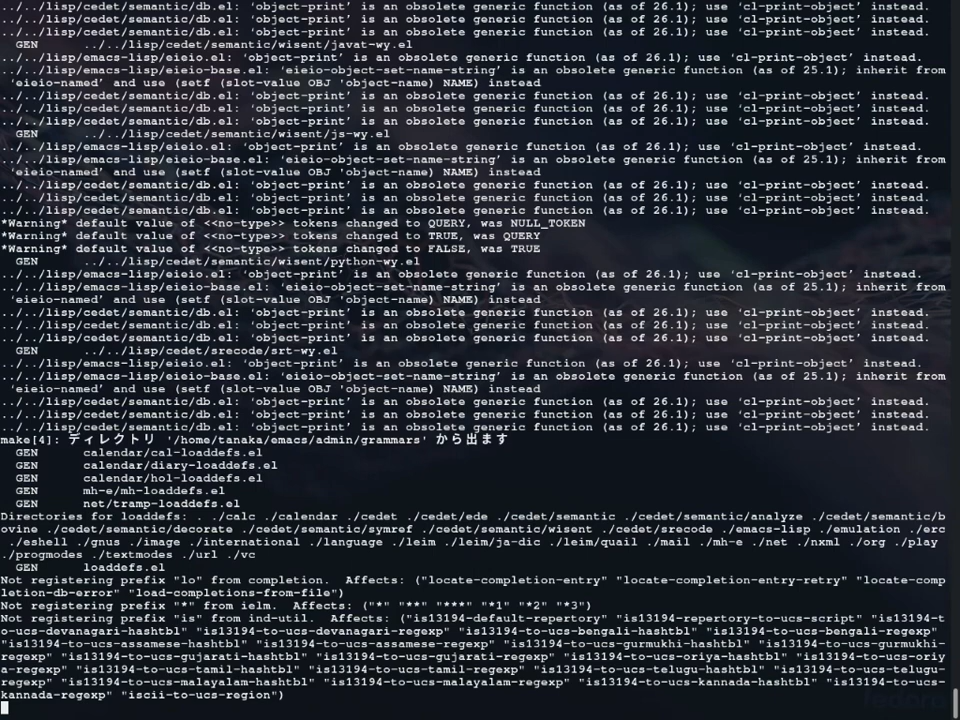 ../../lisp/cedet/semantic/db.el: ‘object-print’ is an obsolete generic function (as of 26.1); use ‘cl-print-object’ instead.
../../lisp/cedet/semantic/db.el: ‘object-print’ is an obsolete generic function (as of 26.1); use ‘cl-print-object’ instead.
../../lisp/cedet/semantic/db.el: ‘object-print’ is an obsolete generic function (as of 26.1); use ‘cl-print-object’ instead.
  GEN      ../../lisp/cedet/semantic/wisent/javat-wy.el
../../lisp/emacs-lisp/eieio.el: ‘object-print’ is an obsolete generic function (as of 26.1); use ‘cl-print-object’ instead.
../../lisp/emacs-lisp/eieio-base.el: ‘eieio-object-set-name-string’ is an obsolete generic function (as of 25.1); inherit from
 ‘eieio-named’ and use (setf (slot-value OBJ 'object-name) NAME) instead
../../lisp/cedet/semantic/db.el: ‘object-print’ is an obsolete generic function (as of 26.1); use ‘cl-print-object’ instead.
../../lisp/cedet/semantic/db.el: ‘object-print’ is an obsolete generic function (as of 26.1); use ‘cl-print-object’ instead.
../../lisp/cedet/semantic/db.el: ‘object-print’ is an obsolete generic function (as of 26.1); use ‘cl-print-object’ instead.
  GEN      ../../lisp/cedet/semantic/wisent/js-wy.el
../../lisp/emacs-lisp/eieio.el: ‘object-print’ is an obsolete generic function (as of 26.1); use ‘cl-print-object’ instead.
../../lisp/emacs-lisp/eieio-base.el: ‘eieio-object-set-name-string’ is an obsolete generic function (as of 25.1); inherit from
 ‘eieio-named’ and use (setf (slot-value OBJ 'object-name) NAME) instead
../../lisp/cedet/semantic/db.el: ‘object-print’ is an obsolete generic function (as of 26.1); use ‘cl-print-object’ instead.
../../lisp/cedet/semantic/db.el: ‘object-print’ is an obsolete generic function (as of 26.1); use ‘cl-print-object’ instead.
../../lisp/cedet/semantic/db.el: ‘object-print’ is an obsolete generic function (as of 26.1); use ‘cl-print-object’ instead.
*Warning* default value of <<no-type>> tokens changed to QUERY, was NULL_TOKEN
*Warning* default value of <<no-type>> tokens changed to TRUE, was QUERY
*Warning* default value of <<no-type>> tokens changed to FALSE, was TRUE
  GEN      ../../lisp/cedet/semantic/wisent/python-wy.el
../../lisp/emacs-lisp/eieio.el: ‘object-print’ is an obsolete generic function (as of 26.1); use ‘cl-print-object’ instead.
../../lisp/emacs-lisp/eieio-base.el: ‘eieio-object-set-name-string’ is an obsolete generic function (as of 25.1); inherit from
 ‘eieio-named’ and use (setf (slot-value OBJ 'object-name) NAME) instead
../../lisp/cedet/semantic/db.el: ‘object-print’ is an obsolete generic function (as of 26.1); use ‘cl-print-object’ instead.
../../lisp/cedet/semantic/db.el: ‘object-print’ is an obsolete generic function (as of 26.1); use ‘cl-print-object’ instead.
../../lisp/cedet/semantic/db.el: ‘object-print’ is an obsolete generic function (as of 26.1); use ‘cl-print-object’ instead.
  GEN      ../../lisp/cedet/srecode/srt-wy.el
../../lisp/emacs-lisp/eieio.el: ‘object-print’ is an obsolete generic function (as of 26.1); use ‘cl-print-object’ instead.
../../lisp/emacs-lisp/eieio-base.el: ‘eieio-object-set-name-string’ is an obsolete generic function (as of 25.1); inherit from
 ‘eieio-named’ and use (setf (slot-value OBJ 'object-name) NAME) instead
../../lisp/cedet/semantic/db.el: ‘object-print’ is an obsolete generic function (as of 26.1); use ‘cl-print-object’ instead.
../../lisp/cedet/semantic/db.el: ‘object-print’ is an obsolete generic function (as of 26.1); use ‘cl-print-object’ instead.
../../lisp/cedet/semantic/db.el: ‘object-print’ is an obsolete generic function (as of 26.1); use ‘cl-print-object’ instead.
make[4]: ディレクトリ '/home/tanaka/emacs/admin/grammars' から出ます
  GEN      calendar/cal-loaddefs.el
  GEN      calendar/diary-loaddefs.el
  GEN      calendar/hol-loaddefs.el
  GEN      mh-e/mh-loaddefs.el
  GEN      net/tramp-loaddefs.el
Directories for loaddefs: . ./calc ./calendar ./cedet ./cedet/ede ./cedet/semantic ./cedet/semantic/analyze ./cedet/semantic/b
ovine ./cedet/semantic/decorate ./cedet/semantic/symref ./cedet/semantic/wisent ./cedet/srecode ./emacs-lisp ./emulation ./erc
 ./eshell ./gnus ./image ./international ./language ./leim ./leim/ja-dic ./leim/quail ./mail ./mh-e ./net ./nxml ./org ./play 
./progmodes ./textmodes ./url ./vc
  GEN      loaddefs.el
Not registering prefix "lo" from completion.  Affects: ("locate-completion-entry" "locate-completion-entry-retry" "locate-comp
letion-db-error" "load-completions-from-file")
Not registering prefix "*" from ielm.  Affects: ("*" "**" "***" "*1" "*2" "*3")
Not registering prefix "is" from ind-util.  Affects: ("is13194-default-repertory" "is13194-repertory-to-ucs-script" "is13194-t
o-ucs-devanagari-hashtbl" "is13194-to-ucs-devanagari-regexp" "is13194-to-ucs-bengali-hashtbl" "is13194-to-ucs-bengali-regexp" 
"is13194-to-ucs-assamese-hashtbl" "is13194-to-ucs-assamese-regexp" "is13194-to-ucs-gurmukhi-hashtbl" "is13194-to-ucs-gurmukhi-
regexp" "is13194-to-ucs-gujarati-hashtbl" "is13194-to-ucs-gujarati-regexp" "is13194-to-ucs-oriya-hashtbl" "is13194-to-ucs-oriy
a-regexp" "is13194-to-ucs-tamil-hashtbl" "is13194-to-ucs-tamil-regexp" "is13194-to-ucs-telugu-hashtbl" "is13194-to-ucs-telugu-
regexp" "is13194-to-ucs-malayalam-hashtbl" "is13194-to-ucs-malayalam-regexp" "is13194-to-ucs-kannada-hashtbl" "is13194-to-ucs-
kannada-regexp" "iscii-to-ucs-region")
fedora